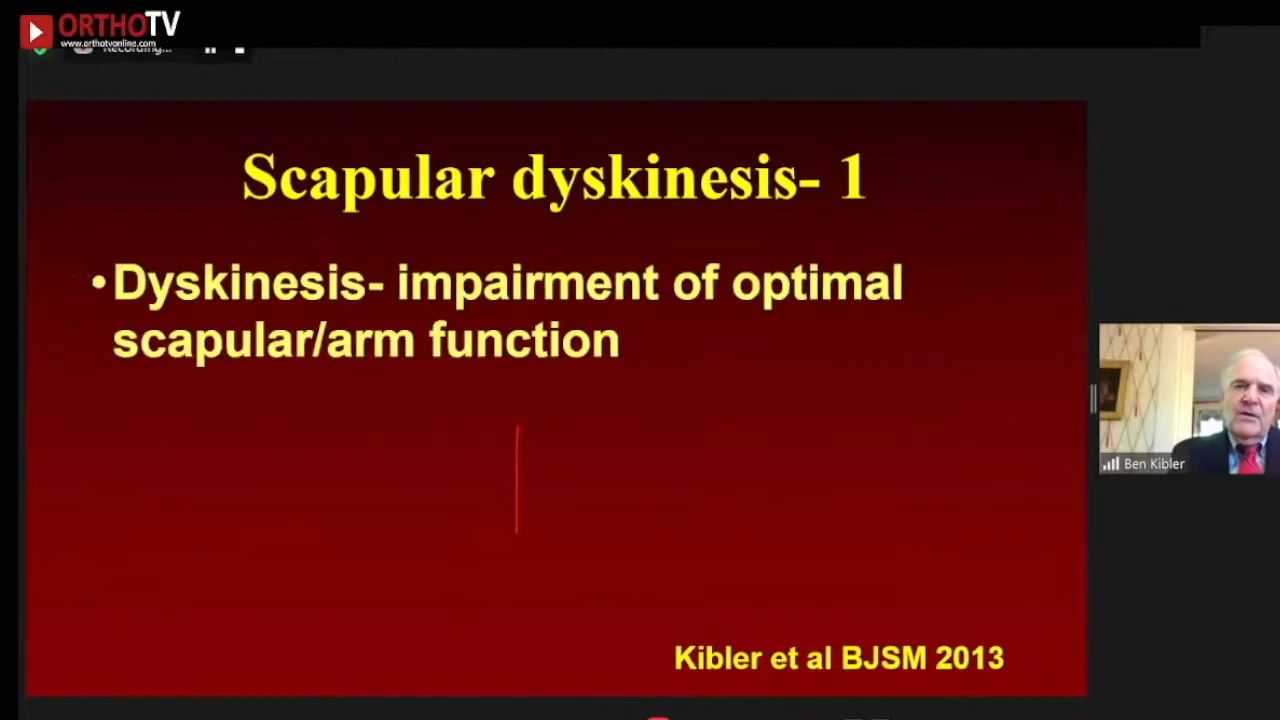 ORTHOTV
www.orthotvonline.com
Recording...
Scapular dyskinesis- 1
•Dyskinesis- impairment of optimal
scapular/arm function
Ben Kibler
Kibler et al BJSM 2013